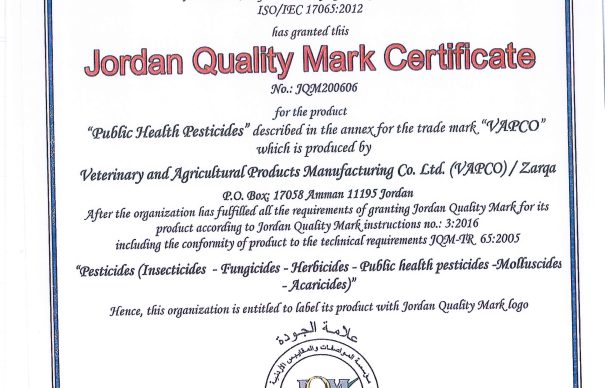 ISO/IEC 17065:2012
has granted this
Jordan Quality Mark Certificate
No.: JQM200606
for the product
"Public Health Pesticides" described in the annex for the trade mark "VAPCO"
which is produced by
Veterinary and Agricultural Products Manufacturing Co. Ltd. (VAPCO) / Zarqa
P.O. Box: 17058 Amman 11195 Jordan
After the organization has fulfilled all the requirements of granting Jordan Quality Mark for its
product according to Jordan Quality Mark instructions no.: 3:2016
including the conformity of product to the technical requirements JQM-TR 65:2005
"Pesticides (Insecticides - Fungicides - Herbicides - Public health pesticides -Molluscides
- Acaricides)"
Hence, this organization is entitled to label its product with Jordan Quality Mark logo
علامة الجودة
مؤسسة المواصفات والمقاييس الأردنية
JQM